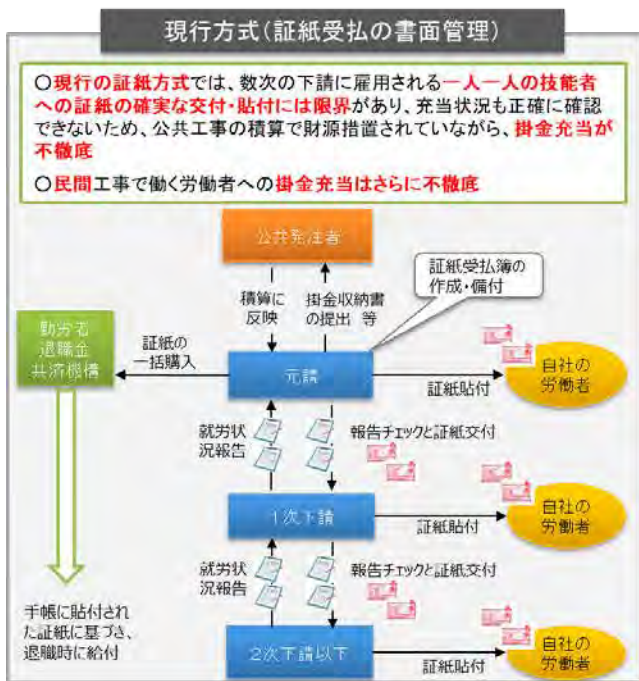 現行方式(証紙受払の書面管理)
○現行の証紙方式では、数次の下請に雇用される一人一人の技能者
への証紙の確実な交付・貼付には限界があり、充当状況も正確に確認
できないため、公共工事の積算で財源措置されていながら、掛金充当が
不徹底
○民間工事で働く労働者への掛金充当はさらに不徹底
公共発注者
証紙受払簿の
作成・備付
積算に
反映
掛金収納書
の提出 等
勤労者
退職金
共済機構
証紙の
一括購入
元請
証紙貼付
自社の
労働者
就労状
況報告
報告チェックと証紙交付
1次下請
証紙貼付
自社の
労働者
就労状
況報告
報告チェックと証紙交付
手帳に貼付され
た証紙に基づき、
退職時に給付
2次下請以下
証紙貼付
自社の
労働者